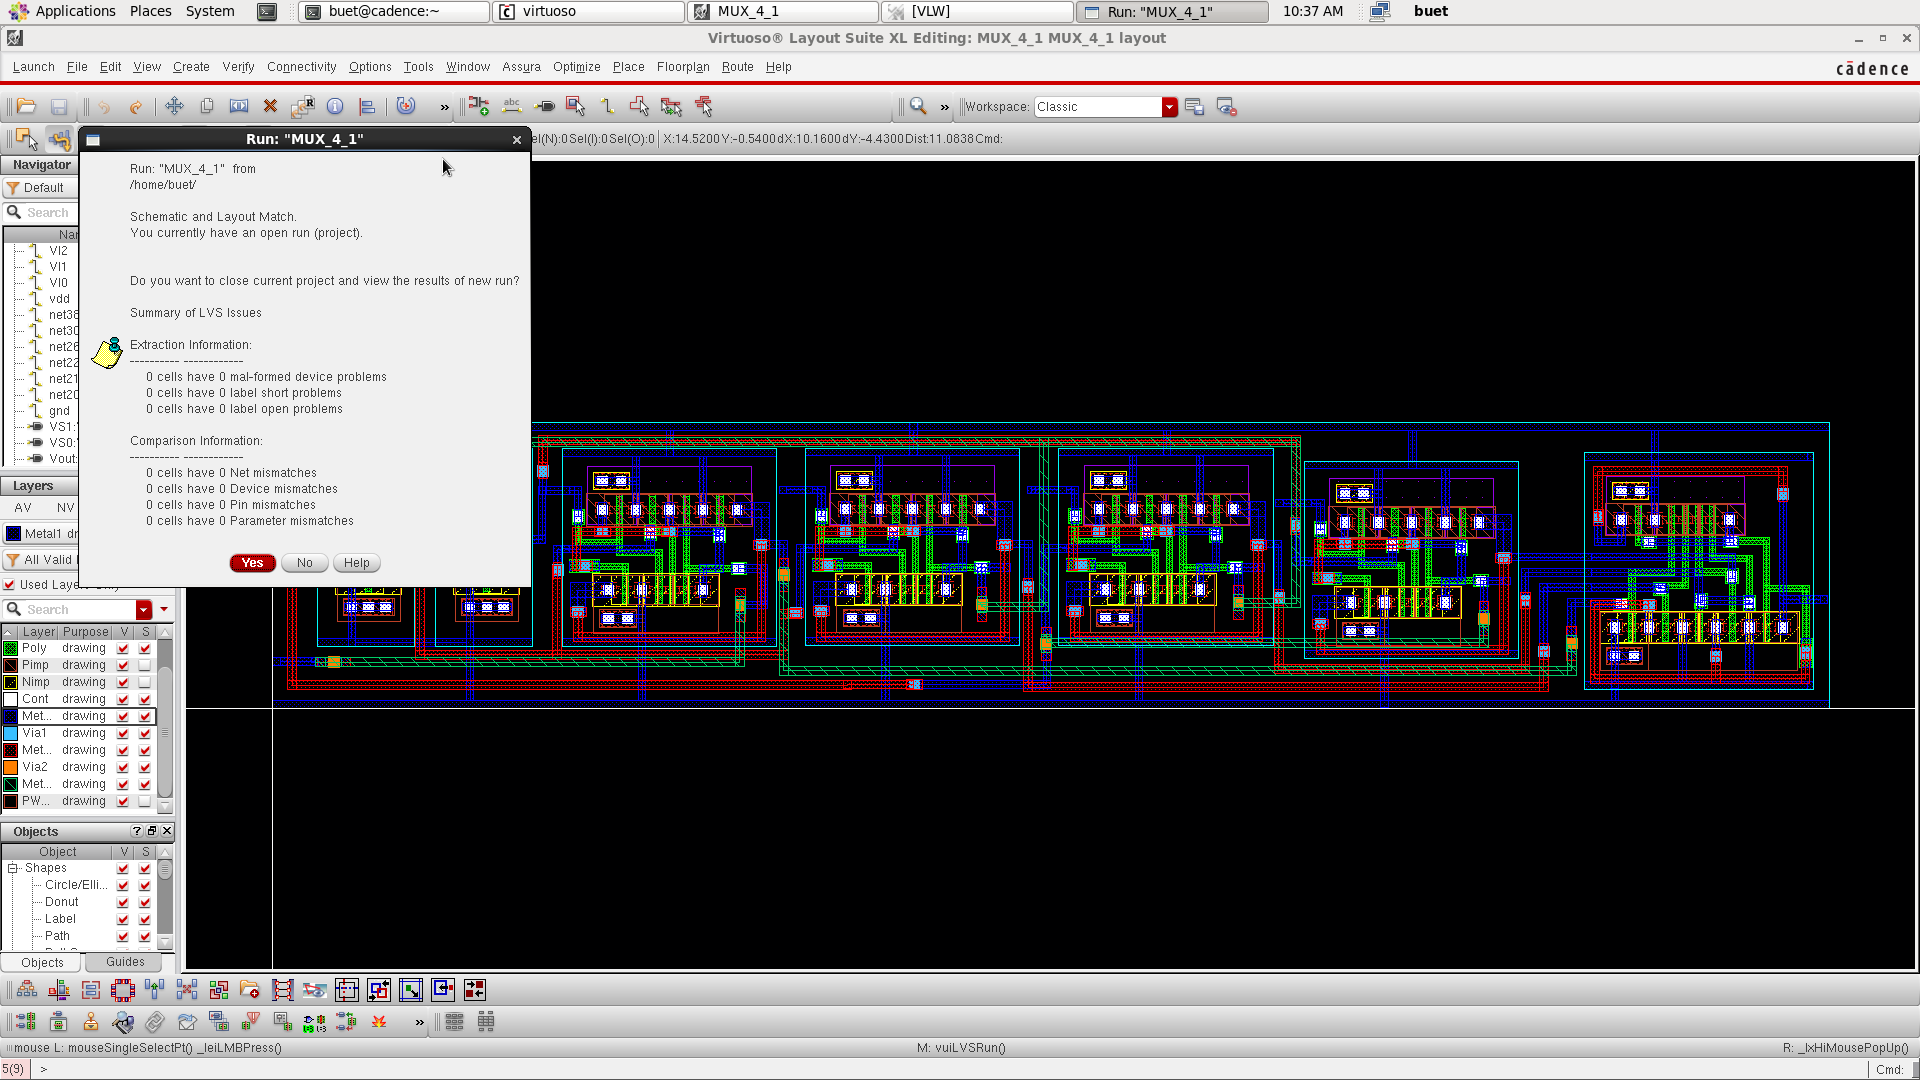 Applications Places System
buet@cadence:~
virtuoso
MUX_4_1
[VLW]
Run: "MUX_4_1"
10:37 AM
buet
Virtuoso® Layout Suite XL Editing: MUX_4_1 MUX_4_1 layout
Launch File Edit View Create Verify Connectivity Options Tools Window Assura Optimize Place Floorplan Route Help
cādence
abc
Workspace: Classic
el(N):0 Sel(I):0 Sel(O):0 X:14.5200 Y:-0.5400 dX:10.1600 dY:-4.4300 Dist:11.0838 Cmd:
Navigator
Default
Search
Na
VI2
VI1
VI0
vdd
net38
net30
net26
net22
net21
net20
gnd
VS1:
VS0:
Vout:
Run: "MUX_4_1"
Run: "MUX_4_1" from
/home/buet/
Schematic and Layout Match.
You currently have an open run (project).
Do you want to close current project and view the results of new run?
Summary of LVS Issues
Extraction Information:
---------- ------------
0 cells have 0 mal-formed device problems
0 cells have 0 label short problems
0 cells have 0 label open problems
Comparison Information:
---------- ------------
0 cells have 0 Net mismatches
0 cells have 0 Device mismatches
0 cells have 0 Pin mismatches
0 cells have 0 Parameter mismatches
Yes No Help
Layers
AV NV
Metal1 dr
All Valid
Used Laye
Search
Layer Purpose V S
Poly drawing
Pimp drawing
Nimp drawing
Cont drawing
Met... drawing
Via1 drawing
Met... drawing
Via2 drawing
Met... drawing
PW... drawing
Objects
Object V S
Shapes
Circle/Elli...
Donut
Label
Path
Objects Guides
mouse L: mouseSingleSelectPt() _leiLMBPress()
M: vuiLVSRun()
R: _lxHiMousePopUp()
5(9) >
Cmd: